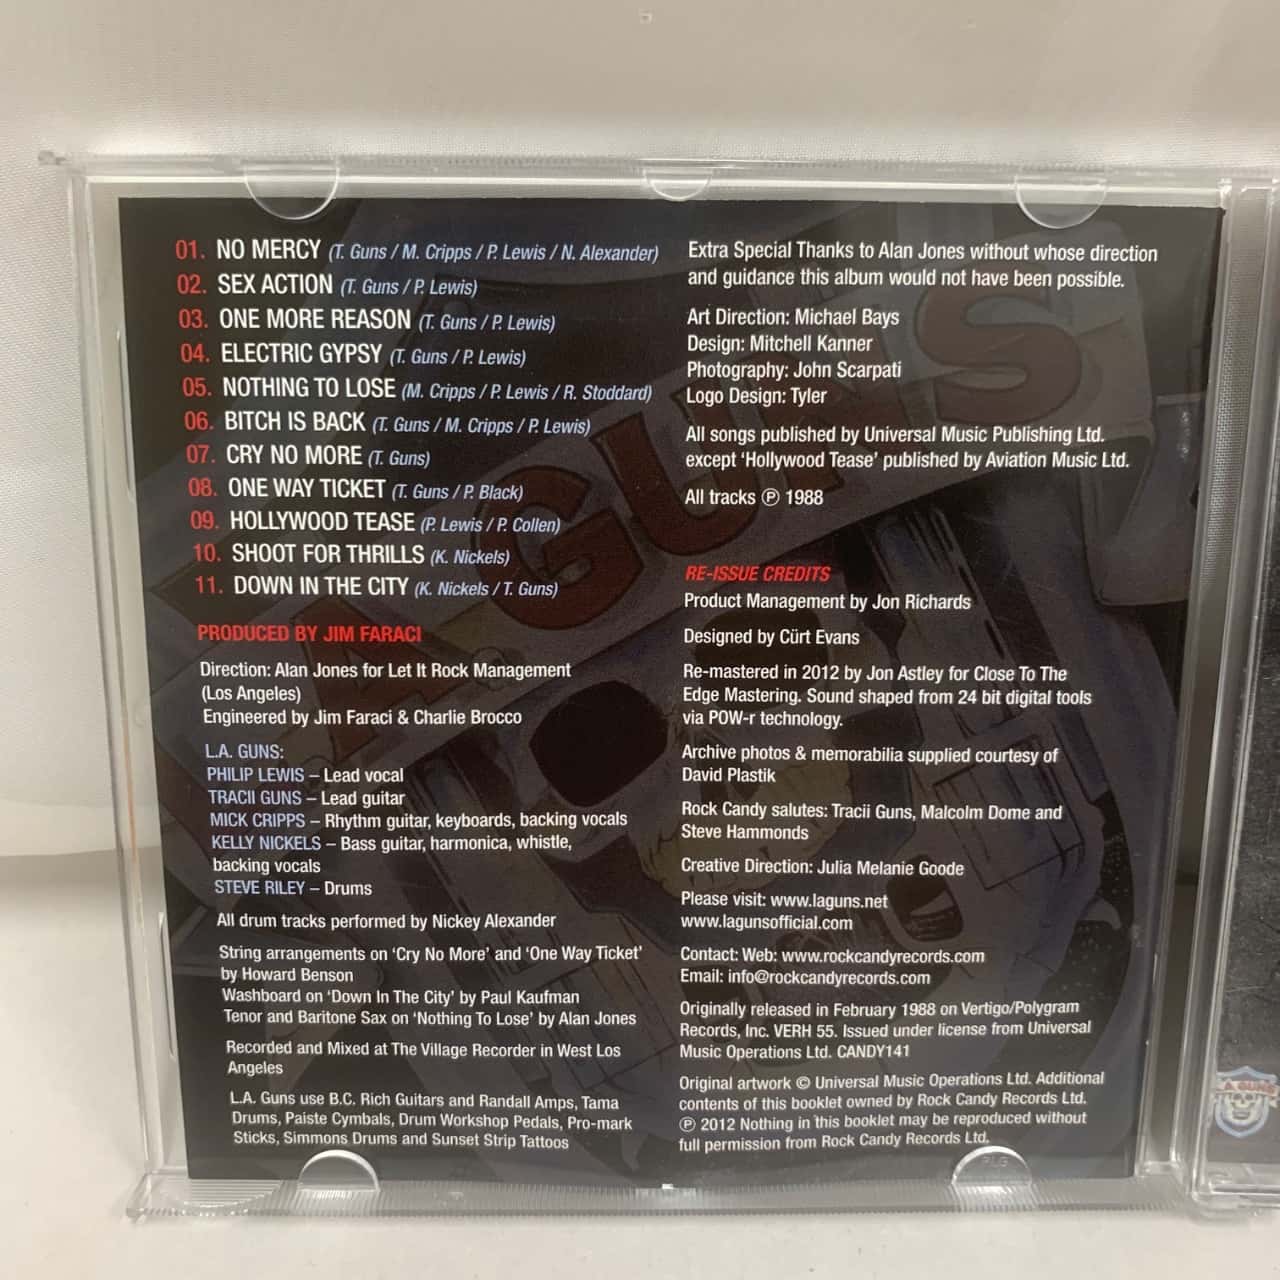 01. NO MERCY (T. Guns / M. Cripps / P. Lewis / N. Alexander)
02. SEX ACTION (T. Guns / P. Lewis)
03. ONE MORE REASON (T. Guns / P. Lewis)
04. ELECTRIC GYPSY (T. Guns / P. Lewis)
05. NOTHING TO LOSE (M. Cripps / P. Lewis / R. Stoddard)
06. BITCH IS BACK (T. Guns / M. Cripps / P. Lewis)
07. CRY NO MORE (T. Guns)
08. ONE WAY TICKET (T. Guns / P. Black)
09. HOLLYWOOD TEASE (P. Lewis / P. Collen)
10. SHOOT FOR THRILLS (K. Nickels)
11. DOWN IN THE CITY (K. Nickels / T. Guns)
PRODUCED BY JIM FARACI
Direction: Alan Jones for Let It Rock Management
(Los Angeles)
Engineered by Jim Faraci & Charlie Brocco
L.A. GUNS:
PHILIP LEWIS – Lead vocal
TRACII GUNS – Lead guitar
MICK CRIPPS – Rhythm guitar, keyboards, backing vocals
KELLY NICKELS – Bass guitar, harmonica, whistle,
backing vocals
STEVE RILEY – Drums
All drum tracks performed by Nickey Alexander
String arrangements on ‘Cry No More’ and ‘One Way Ticket’
by Howard Benson
Washboard on ‘Down In The City’ by Paul Kaufman
Tenor and Baritone Sax on ‘Nothing To Lose’ by Alan Jones
Recorded and Mixed at The Village Recorder in West Los
Angeles
L.A. Guns use B.C. Rich Guitars and Randall Amps, Tama
Drums, Paiste Cymbals, Drum Workshop Pedals, Pro-mark
Sticks, Simmons Drums and Sunset Strip Tattoos
Extra Special Thanks to Alan Jones without whose direction
and guidance this album would not have been possible.
Art Direction: Michael Bays
Design: Mitchell Kanner
Photography: John Scarpati
Logo Design: Tyler
All songs published by Universal Music Publishing Ltd.
except ‘Hollywood Tease’ published by Aviation Music Ltd.
All tracks ℗ 1988
RE-ISSUE CREDITS
Product Management by Jon Richards
Designed by Cürt Evans
Re-mastered in 2012 by Jon Astley for Close To The
Edge Mastering. Sound shaped from 24 bit digital tools
via POW-r technology.
Archive photos & memorabilia supplied courtesy of
David Plastik
Rock Candy salutes: Tracii Guns, Malcolm Dome and
Steve Hammonds
Creative Direction: Julia Melanie Goode
Please visit: www.laguns.net
www.lagunsofficial.com
Contact: Web: www.rockcandyrecords.com
Email: info@rockcandyrecords.com
Originally released in February 1988 on Vertigo/Polygram
Records, Inc. VERH 55. Issued under license from Universal
Music Operations Ltd. CANDY141
Original artwork © Universal Music Operations Ltd. Additional
contents of this booklet owned by Rock Candy Records Ltd.
℗ 2012 Nothing in this booklet may be reproduced without
full permission from Rock Candy Records Ltd.
L.A. GUNS